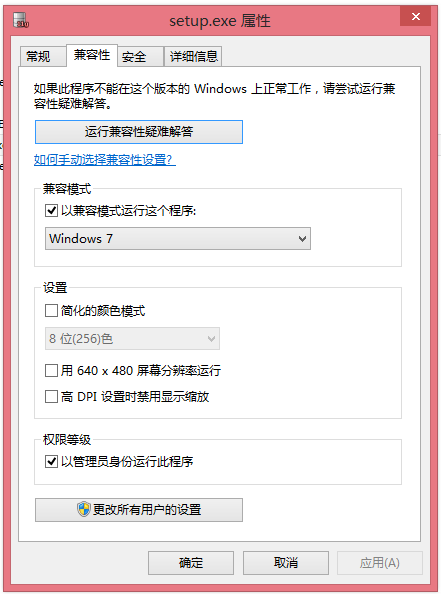 setup.exe 属性
常规
兼容性
安全
详细信息
如果此程序不能在这个版本的 Windows 上正常工作，请尝试运行兼
容性疑难解答。
运行兼容性疑难解答
如何手动选择兼容性设置?
兼容模式
以兼容模式运行这个程序:
Windows 7
设置
简化的颜色模式
8 位(256)色
用 640 x 480 屏幕分辨率运行
高 DPI 设置时禁用显示缩放
权限等级
以管理员身份运行此程序
更改所有用户的设置
确定
取消
应用(A)